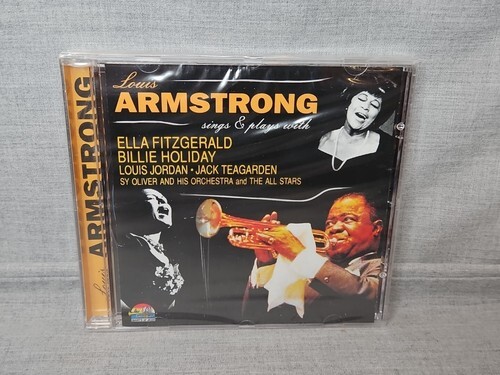 Louis
ARMSTRONG
sings & plays with
ELLA FITZGERALD
BILLIE HOLIDAY
LOUIS JORDAN • JACK TEAGARDEN
SY OLIVER AND HIS ORCHESTRA and THE ALL STARS
Louis ARMSTRONG